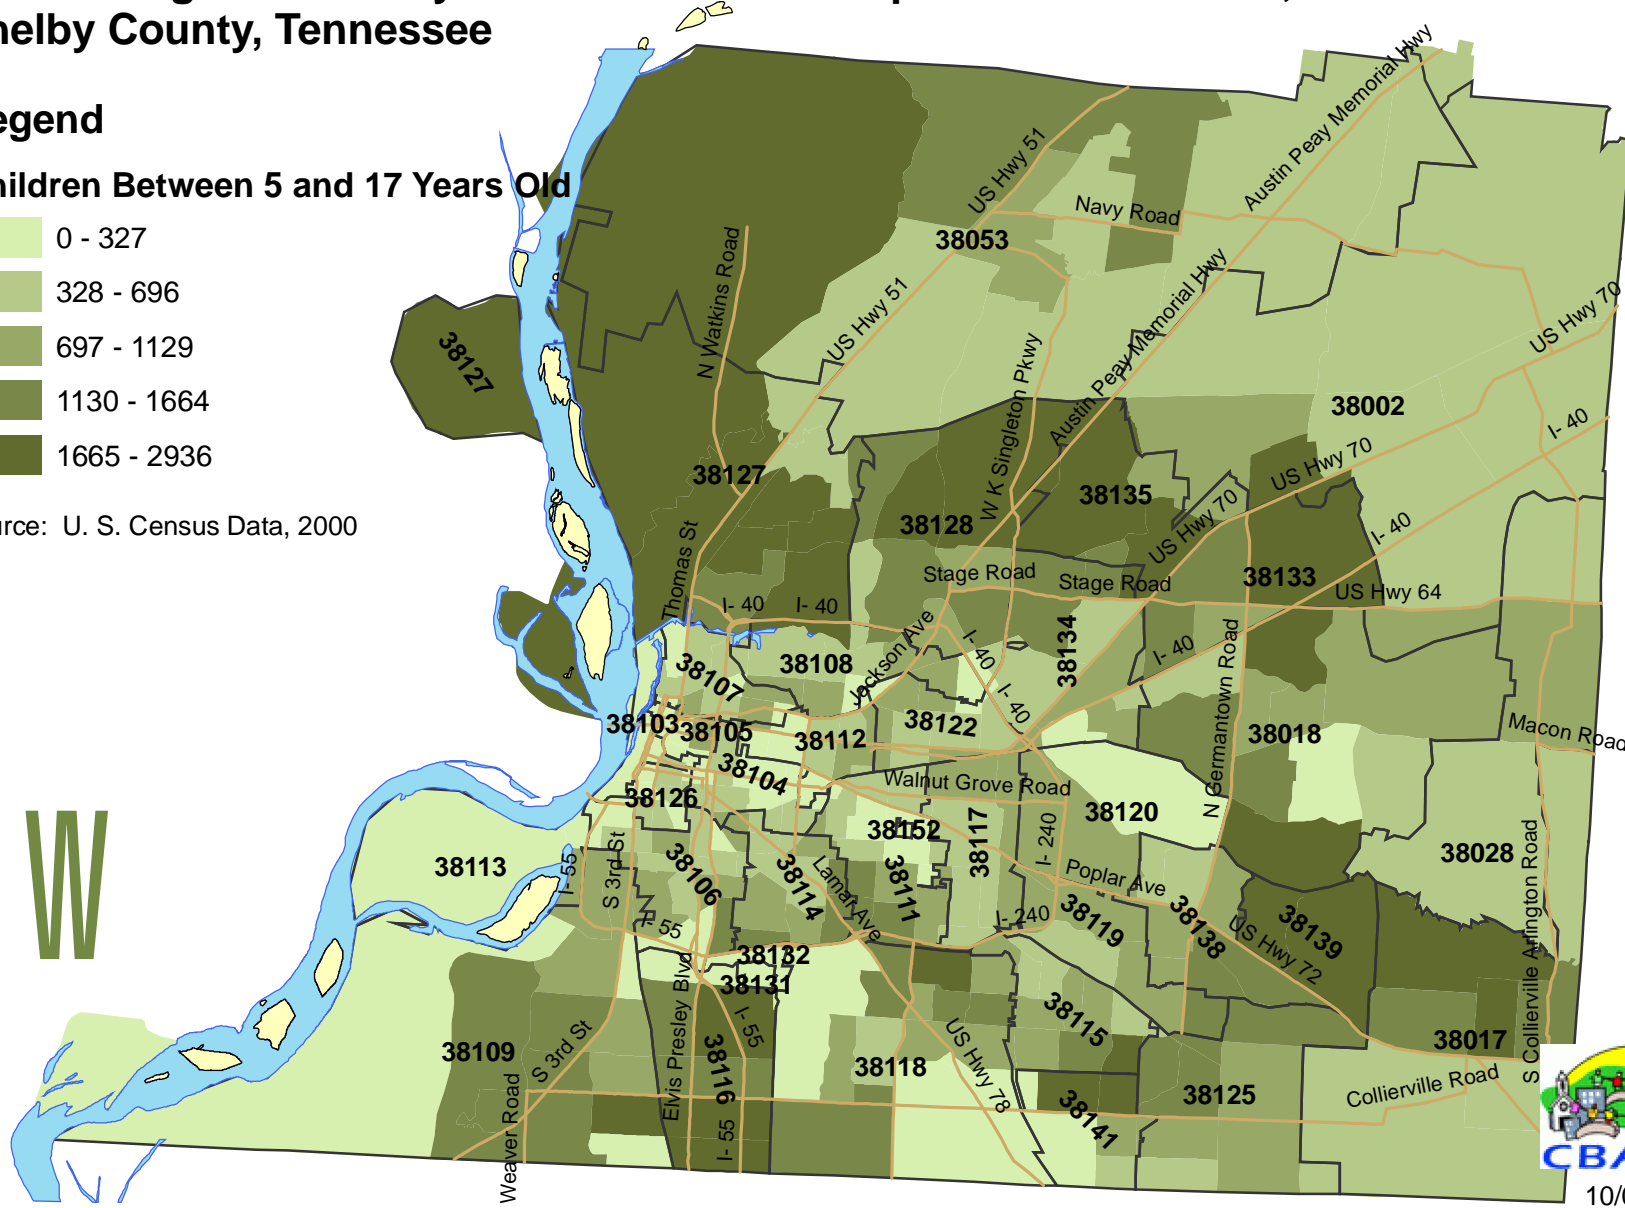 helby County, Tennessee
egend
hildren Between 5 and 17 Years Old
0 - 327
328 - 696
697 - 1129
1130 - 1664
1665 - 2936
urce: U. S. Census Data, 2000
W
Austin Peay Memorial Hwy
US Hwy 51
Navy Road
38053
N Watkins Road
US Hwy 51
Austin Peay Memorial Hwy
US Hwy 70
38127
W K Singleton Pkwy
38002
I- 40
US Hwy 70
38127
38135
38128
US Hwy 70
I- 40
Thomas St
Stage Road
Stage Road
38133
US Hwy 64
I- 40
I- 40
38134
Jackson Ave
I- 40
I- 40
38107
38108
I- 40
N Germantown Road
38103
38105
38112
38122
38018
Macon Road
38104
Walnut Grove Road
38126
38120
38152
38117
I- 240
38113
I- 55
S 3rd St
38106
38114
Lamar Ave
38111
Poplar Ave
38028
S Collierville Arlington Road
I- 55
I- 240
38119
38138
US Hwy 72
38139
38132
38131
Elvis Presley Blvd
I- 55
38109
S 3rd St
38116
38118
US Hwy 78
38115
38017
Weaver Road
I- 55
38141
38125
Collierville Road
CBA
10/